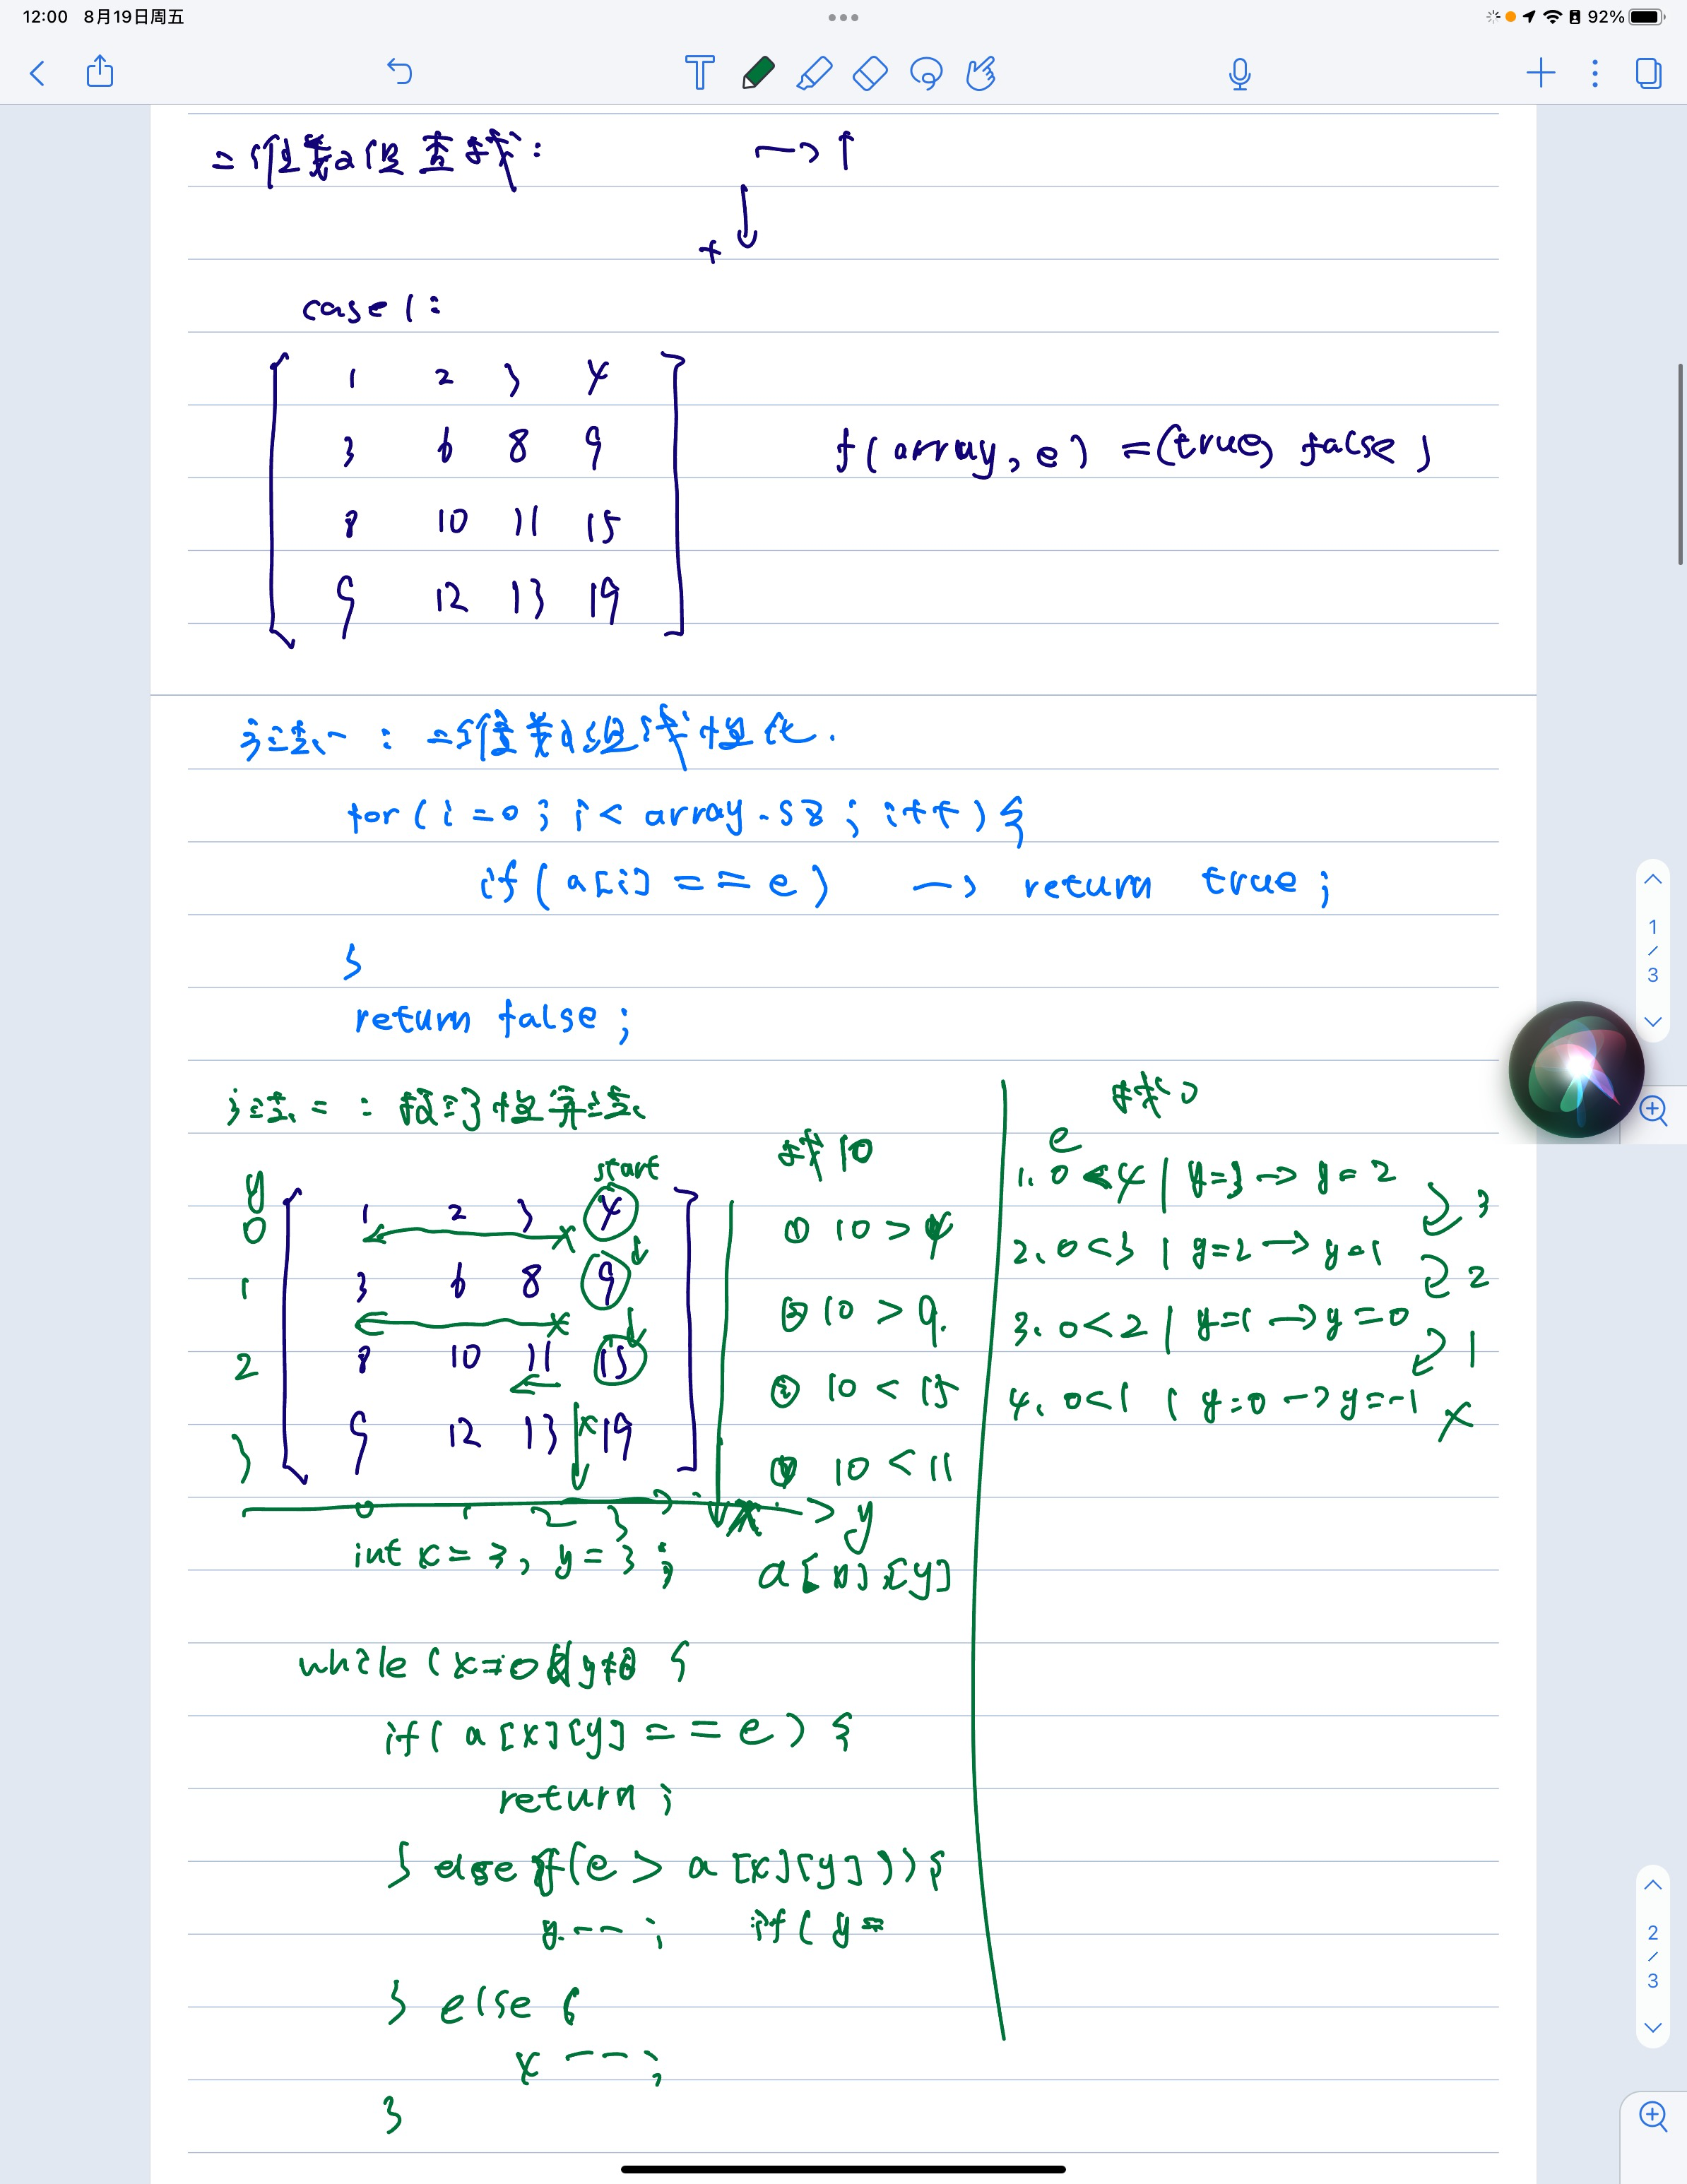 12:00 8月19日周五
92%
二维数组查找:
→ ↑
+ ↓
case 1:
1 2 3 4
3 6 8 9
f(array, e) = (true, false)
8 10 11 15
9 12 13 19
方法一: 二维数组线性化.
for(i=0; i< array.sz; i++){
if(a[i] == e) → return true;
}
return false;
1
/
3
方法二: 线性算法
start
y
0 1 2 3 4
1 3 6 8 9
2 8 10 11 15
3 9 12 13 19
0 1 2 3
y
int x=3, y=3;
a[x][y]
找10
① 10 > 4
② 10 > 9.
③ 10 < 15
④ 10 < 11
找0
e
1. 0<4 | y=3 → y=2
3
2. 0<3 | y=2 → y=1
2
3. 0<2 | y=1 → y=0
1
4. 0<1 | y=0 → y=-1 ×
while (x
if( a[x][y] == e) {
return;
} else if(e > a[x][y])){
y--; if(y=
} else {
x--;
}
2
/
3